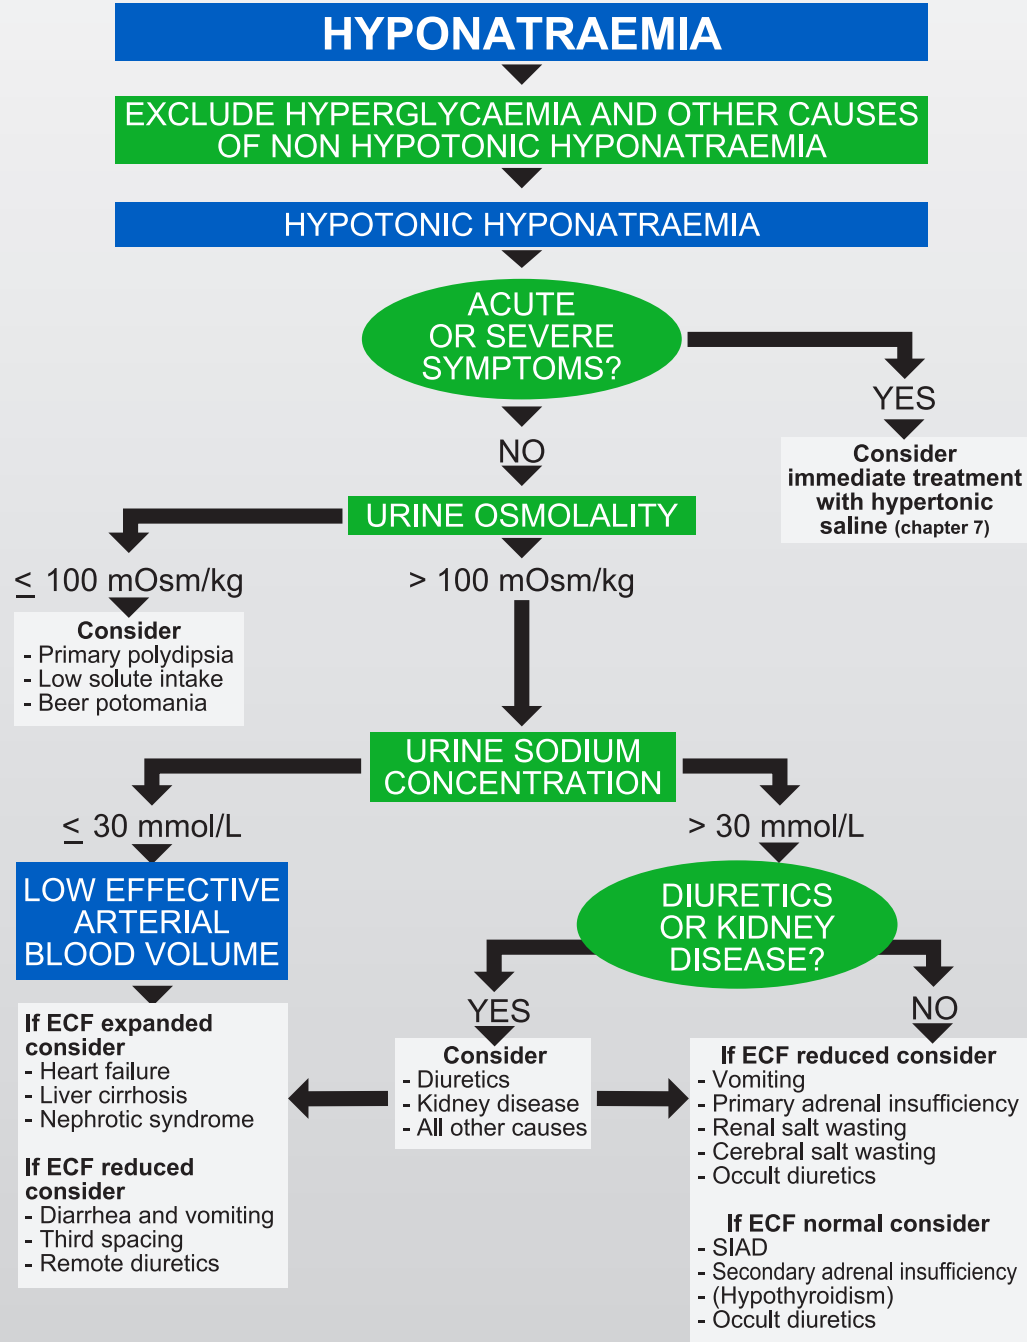 HYPONATRAEMIA
EXCLUDE HYPERGLYCAEMIA AND OTHER CAUSES
OF NON HYPOTONIC HYPONATRAEMIA
HYPOTONIC HYPONATRAEMIA
ACUTE
OR SEVERE
SYMPTOMS?
YES
Consider
immediate treatment
with hypertonic
saline (chapter 7)
NO
URINE OSMOLALITY
≤ 100 mOsm/kg
Consider
- Primary polydipsia
- Low solute intake
- Beer potomania
> 100 mOsm/kg
URINE SODIUM
CONCENTRATION
≤ 30 mmol/L
LOW EFFECTIVE
ARTERIAL
BLOOD VOLUME
If ECF expanded
consider
- Heart failure
- Liver cirrhosis
- Nephrotic syndrome
If ECF reduced
consider
- Diarrhea and vomiting
- Third spacing
- Remote diuretics
> 30 mmol/L
DIURETICS
OR KIDNEY
DISEASE?
YES
Consider
- Diuretics
- Kidney disease
- All other causes
NO
If ECF reduced consider
- Vomiting
- Primary adrenal insufficiency
- Renal salt wasting
- Cerebral salt wasting
- Occult diuretics
If ECF normal consider
- SIAD
- Secondary adrenal insufficiency
- (Hypothyroidism)
- Occult diuretics